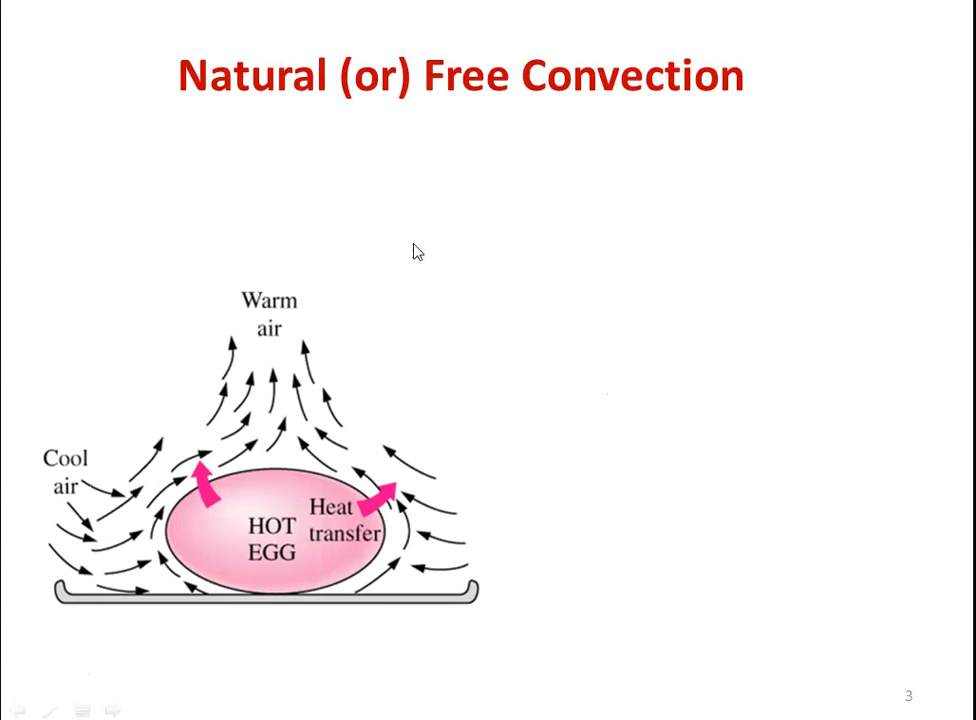 Natural (or) Free Convection
Warm
air
Cool
air
Heat
HOT transfer
EGG
3